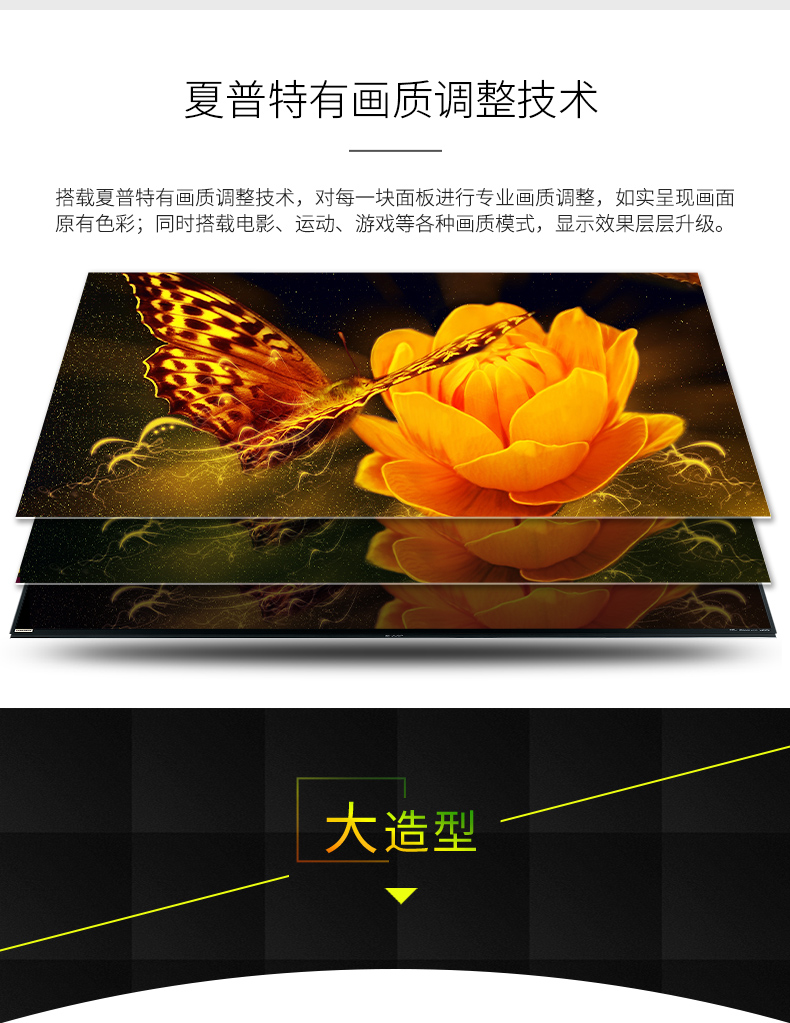 夏普特有画质调整技术
搭载夏普特有画质调整技术，对每一块面板进行专业画质调整，如实呈现画面
原有色彩；同时搭载电影、运动、游戏等各种画质模式，显示效果层层升级。
大造型